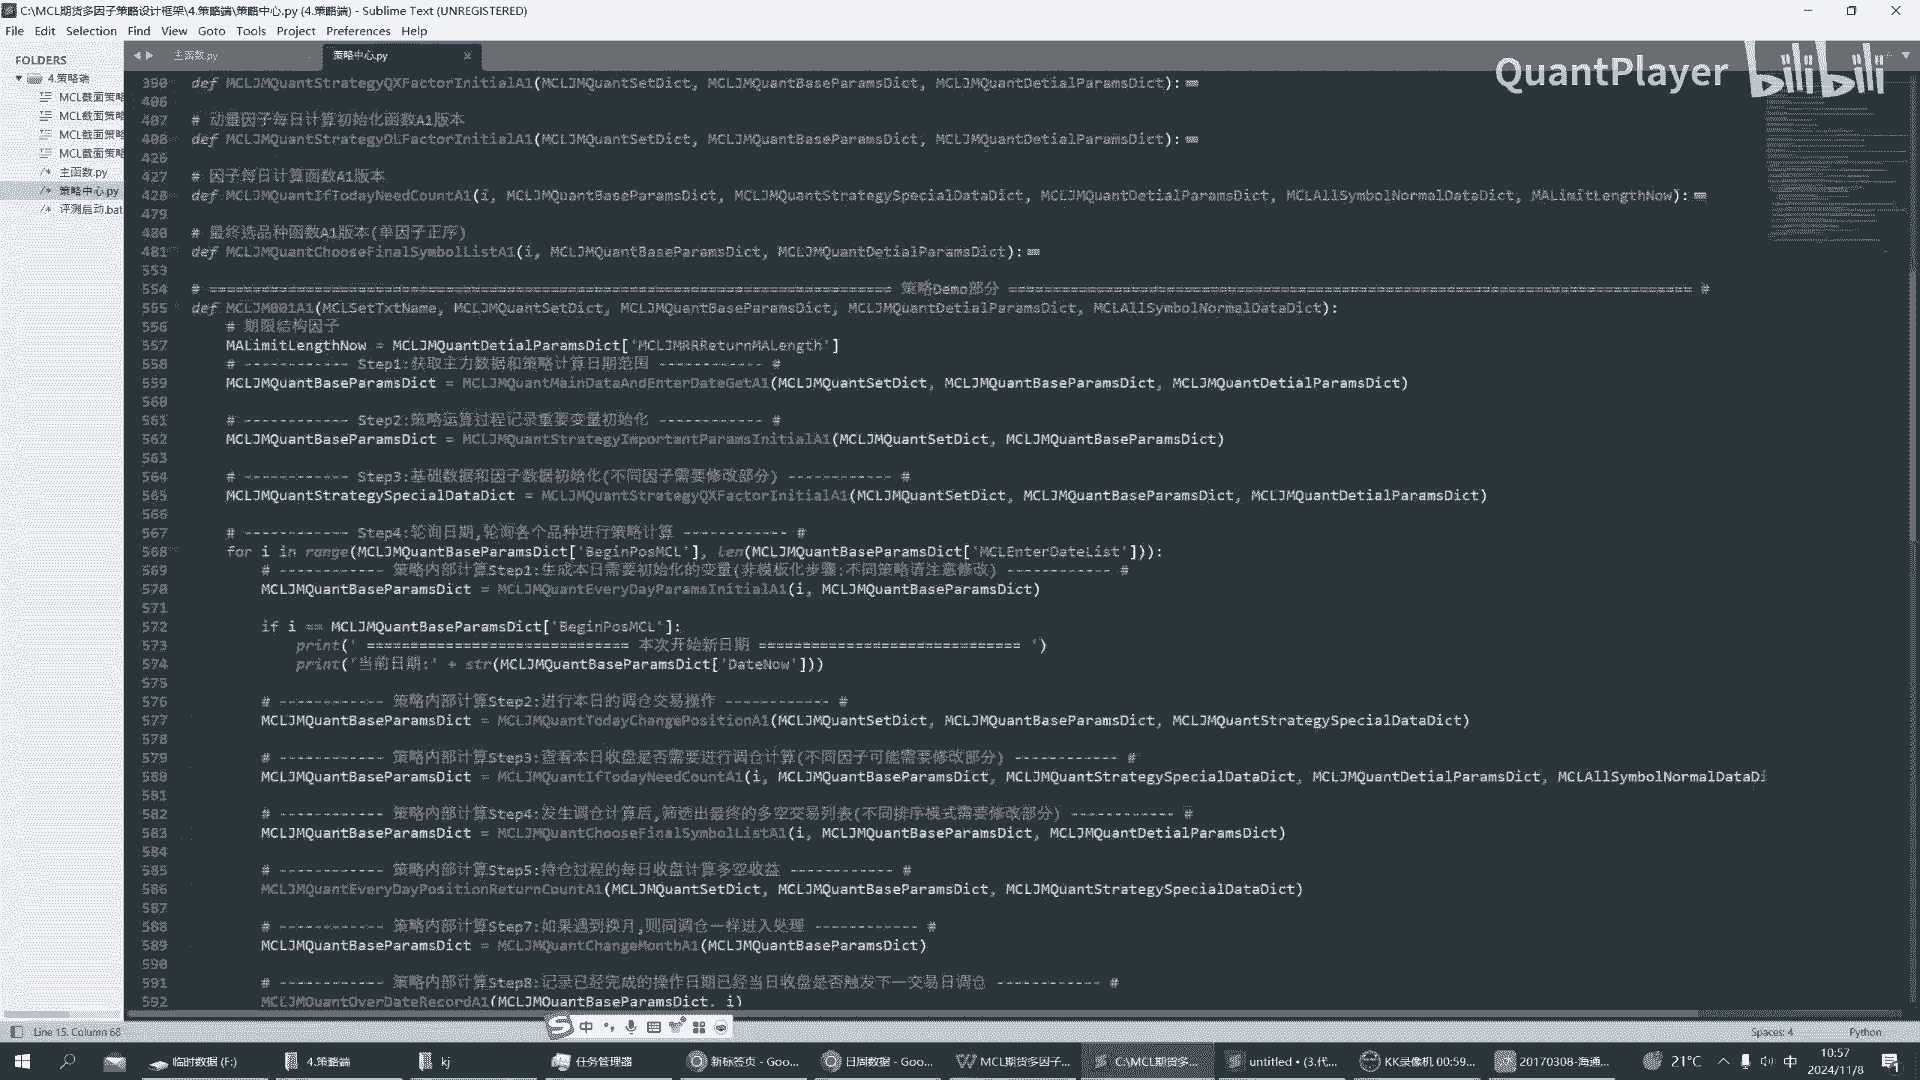 C:\MCL期货多因子策略设计框架\4.策略端\策略中心.py (4.策略端) - Sublime Text (UNREGISTERED)
File Edit Selection Find View Goto Tools Project Preferences Help
FOLDERS
4.策略端
MCL截面策略
MCL截面策略
MCL截面策略
MCL截面策略
主函数.py
策略中心.py
评测启动.bat
主函数.py
策略中心.py
QuantPlayer bilibili
390 def MCLJMQuantStrategyQXFactorInitialA1(MCLJMQuantSetDict, MCLJMQuantBaseParamsDict, MCLJMQuantDetialParamsDict):
406
407 # 动量因子每日计算初始化函数A1版本
408 def MCLJMQuantStrategyDLFactorInitialA1(MCLJMQuantSetDict, MCLJMQuantBaseParamsDict, MCLJMQuantDetialParamsDict):
426
427 # 因子每日计算函数A1版本
428 def MCLJMQuantIfTodayNeedCountA1(i, MCLJMQuantBaseParamsDict, MCLJMQuantStrategySpecialDataDict, MCLJMQuantDetialParamsDict, MCLAllSymbolNormalDataDict, MALimitLengthNow):
479
480 # 最终选品种函数A1版本(单因子正序)
481 def MCLJMQuantChooseFinalSymbolListA1(i, MCLJMQuantBaseParamsDict, MCLJMQuantDetialParamsDict):
553
554 # ============================================================================== 策略Demo部分 ============================================================================== #
555 def MCLJM001A1(MCLSetTxtName, MCLJMQuantSetDict, MCLJMQuantBaseParamsDict, MCLJMQuantDetialParamsDict, MCLAllSymbolNormalDataDict):
556 # 期限结构因子
557 MALimitLengthNow = MCLJMQuantDetialParamsDict['MCLJMRRReturnMALength']
558 # ------------ Step1:获取主力数据和策略计算日期范围 ------------ #
559 MCLJMQuantBaseParamsDict = MCLJMQuantMainDataAndEnterDateGetA1(MCLJMQuantSetDict, MCLJMQuantBaseParamsDict, MCLJMQuantDetialParamsDict)
560
561 # ------------ Step2:策略运算过程记录重要变量初始化 ------------ #
562 MCLJMQuantBaseParamsDict = MCLJMQuantStrategyImportantParamsInitialA1(MCLJMQuantSetDict, MCLJMQuantBaseParamsDict)
563
564 # ------------ Step3:基础数据和因子数据初始化(不同因子需要修改部分) ------------ #
565 MCLJMQuantStrategySpecialDataDict = MCLJMQuantStrategyQXFactorInitialA1(MCLJMQuantSetDict, MCLJMQuantBaseParamsDict, MCLJMQuantDetialParamsDict)
566
567 # ------------ Step4:轮询日期,轮询各个品种进行策略计算 ------------ #
568 for i in range(MCLJMQuantBaseParamsDict['BeginPosMCL'], len(MCLJMQuantBaseParamsDict['MCLEnterDateList'])):
569 # ------------ 策略内部计算Step1:生成本日需要初始化的变量(非模板化步骤:不同策略请注意修改) ------------ #
570 MCLJMQuantBaseParamsDict = MCLJMQuantEveryDayParamsInitialA1(i, MCLJMQuantBaseParamsDict)
571
572 if i == MCLJMQuantBaseParamsDict['BeginPosMCL']:
573 print(' ============================== 本次开始新日期 ============================== ')
574 print('当前日期:' + str(MCLJMQuantBaseParamsDict['DateNow']))
575
576 # ------------ 策略内部计算Step2:进行本日的调仓交易操作 ------------ #
577 MCLJMQuantBaseParamsDict = MCLJMQuantTodayChangePositionA1(MCLJMQuantSetDict, MCLJMQuantBaseParamsDict, MCLJMQuantStrategySpecialDataDict)
578
579 # ------------ 策略内部计算Step3:查看本日收盘是否需要进行调仓计算(不同因子可能需要修改部分) ------------ #
580 MCLJMQuantBaseParamsDict = MCLJMQuantIfTodayNeedCountA1(i, MCLJMQuantBaseParamsDict, MCLJMQuantStrategySpecialDataDict, MCLJMQuantDetialParamsDict, MCLAllSymbolNormalDataDi
581
582 # ------------ 策略内部计算Step4:发生调仓计算后,筛选出最终的多空交易列表(不同排序模式需要修改部分) ------------ #
583 MCLJMQuantBaseParamsDict = MCLJMQuantChooseFinalSymbolListA1(i, MCLJMQuantBaseParamsDict, MCLJMQuantDetialParamsDict)
584
585 # ------------ 策略内部计算Step5:持仓过程的每日收盘计算多空收益 ------------ #
586 MCLJMQuantEveryDayPositionReturnCountA1(MCLJMQuantSetDict, MCLJMQuantBaseParamsDict, MCLJMQuantStrategySpecialDataDict)
587
588 # ------------ 策略内部计算Step7:如果遇到换月,则同调仓一样进入处理 ------------ #
589 MCLJMQuantBaseParamsDict = MCLJMQuantChangeMonthA1(MCLJMQuantBaseParamsDict)
590
591 # ------------ 策略内部计算Step8:记录已经完成的操作日期已经当日收盘是否触发下一交易日调仓 ------------ #
592 MCLJMQuantOverDateRecordA1(MCLJMQuantBaseParamsDict, i)
Line 15, Column 68
中
Spaces: 4
Python
临时数据 (F:)
4.策略端
kj
任务管理器
新标签页 - Goo...
日周数据 - Goo...
MCL期货多因子...
C:\MCL期货多...
untitled • (3.代...
KK录像机 00:59...
20170308-海通...
21°C
中
10:57
2024/11/8